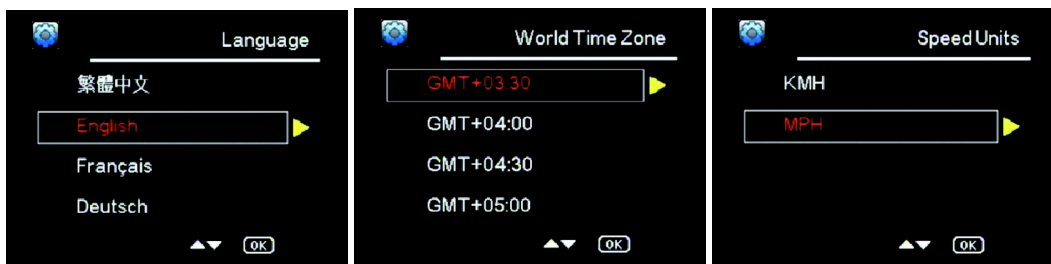 Language
繁體中文
English
Français
Deutsch
OK
World Time Zone
GMT+03:30
GMT+04:00
GMT+04:30
GMT+05:00
OK
Speed Units
KMH
MPH
OK